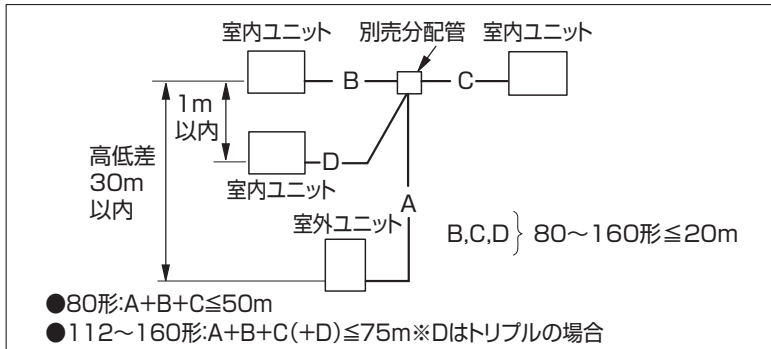 室内ユニット
別売分配管
室内ユニット
B
C
1m
以内
高低差
30m
以内
D
室内ユニット
A
室外ユニット
B,C,D} 80〜160形≦20m
●80形:A+B+C≦50m
●112〜160形:A+B+C(+D)≦75m※Dはトリプルの場合